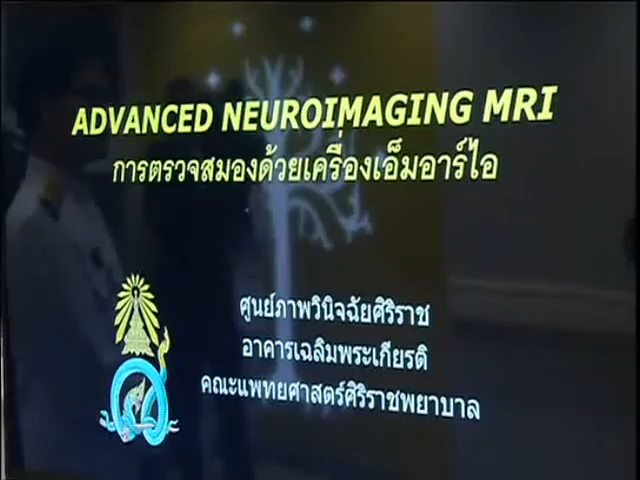 ADVANCED NEUROIMAGING MRI
การตรวจสมองด้วยเครื่องเอ็มอาร์ไอ
ศูนย์ภาพวินิจฉัยศิริราช
อาคารเฉลิมพระเกียรติ
คณะแพทยศาสตร์ศิริราชพยาบาล